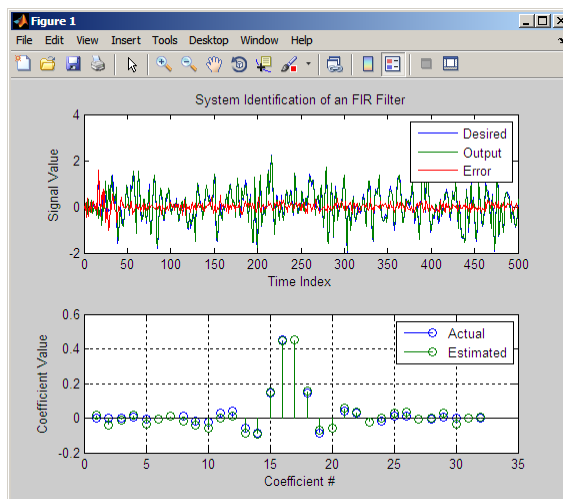 Figure 1
File Edit View Insert Tools Desktop Window Help
System Identification of an FIR Filter
4
2
0
-2
Signal Value
Desired
Output
Error
0 50 100 150 200 250 300 350 400 450 500
Time Index
0.6
0.4
0.2
0
-0.2
Coefficient Value
Actual
Estimated
0 5 10 15 20 25 30 35
Coefficient #